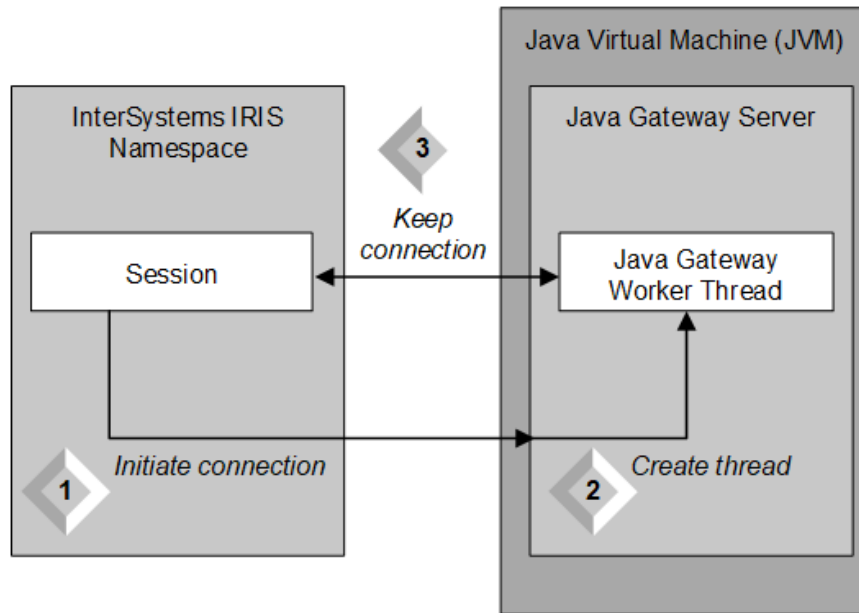 Java Virtual Machine (JVM)
InterSystems IRIS
Namespace
Java Gateway Server
3
Keep
connection
Session
Java Gateway
Worker Thread
Initiate connection
1
Create thread
2